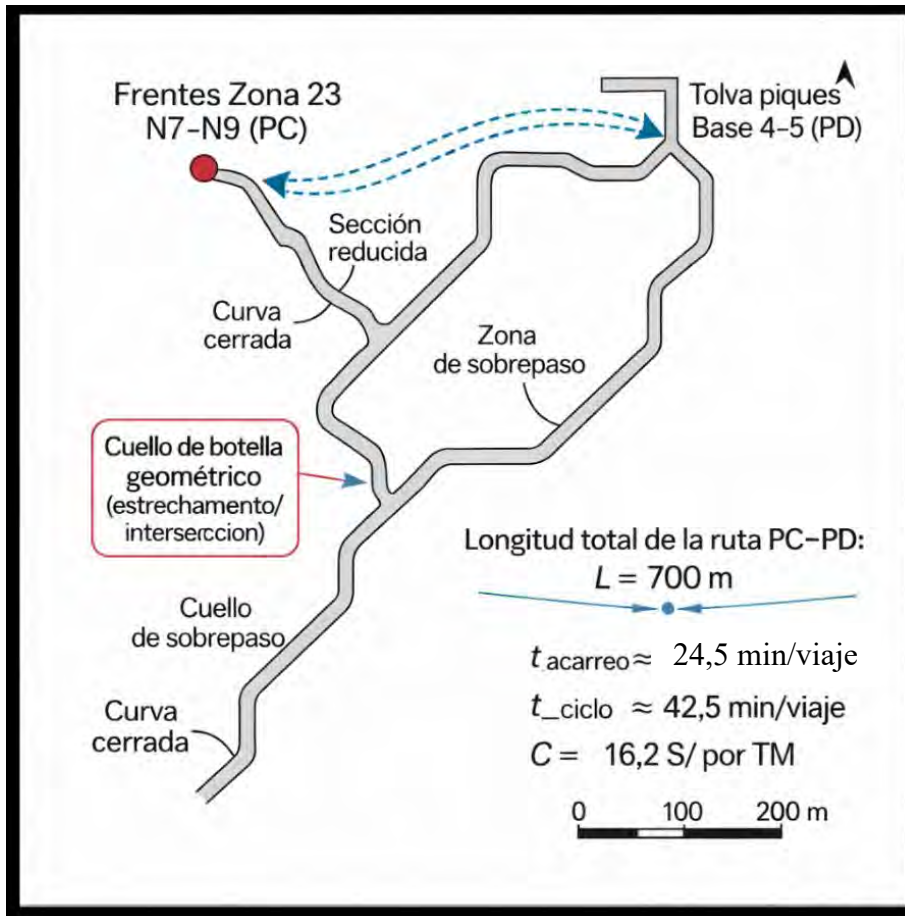 Frentes Zona 23
N7-N9 (PC)
Tolva piques
Base 4-5 (PD)
Sección
reducida
Curva
cerrada
Zona
de sobrepaso
Cuello de botella
geométrico
(estrechamento/
interseccion)
Longitud total de la ruta PC-PD:
L = 700 m
Cuello
de sobrepaso
t_acarreo ≈ 24,5 min/viaje
Curva
cerrada
t_ciclo ≈ 42,5 min/viaje
C = 16,2 S/ por TM
0 100 200 m